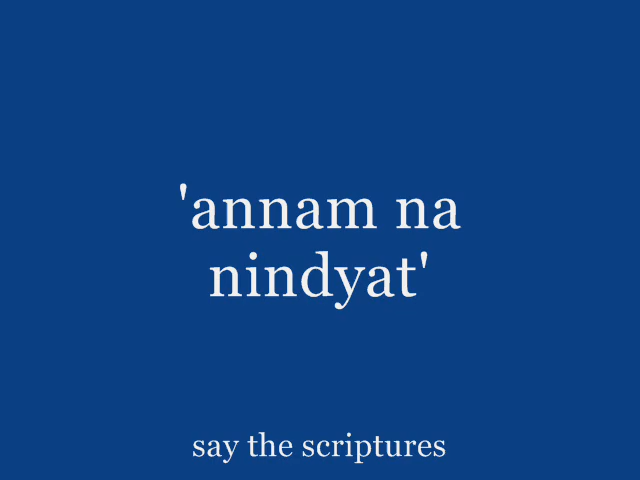 'annam na
nindyat'
say the scriptures